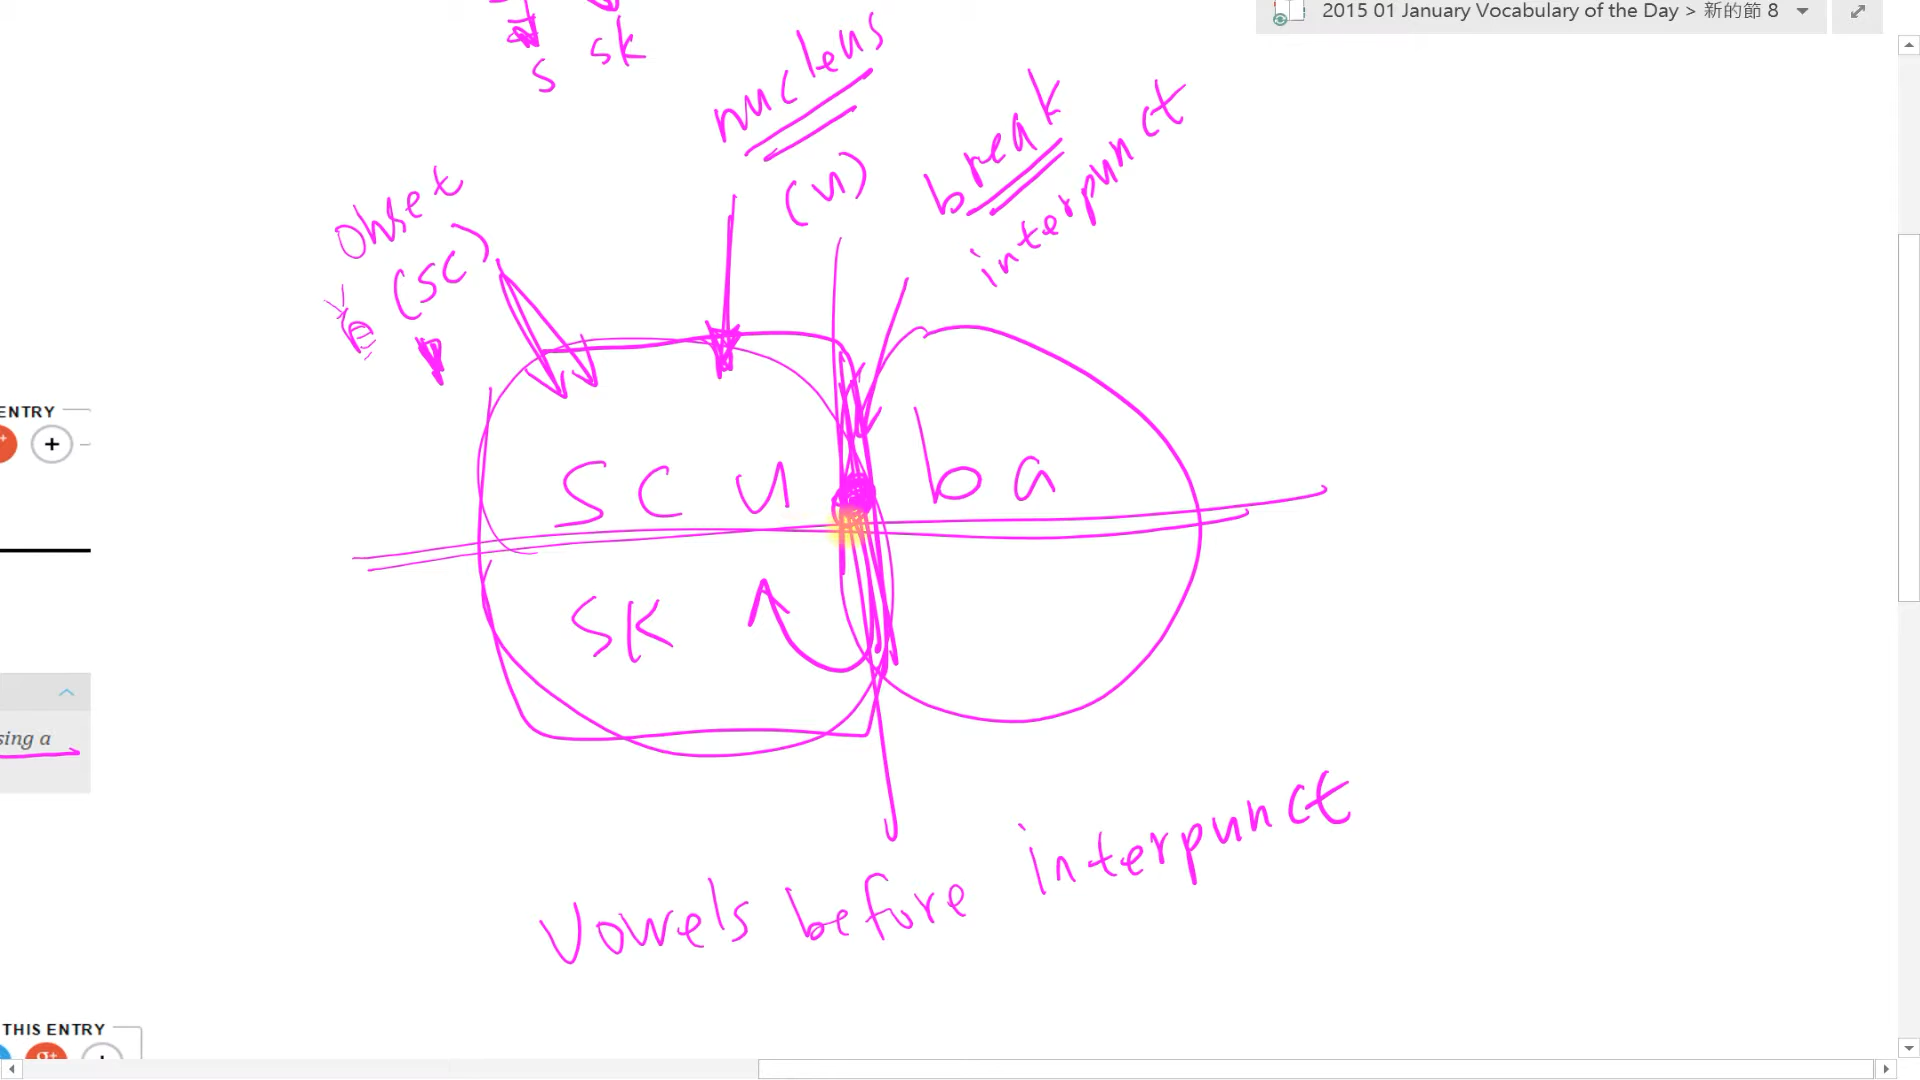 2015 01 January Vocabulary of the Day > 新的節 8
s
sk
nucleus
(u)
break
interpunct
onset
(sc)
ENTRY
+
scu
ba
sk
sing a
vowels before interpunct
THIS ENTRY
g+